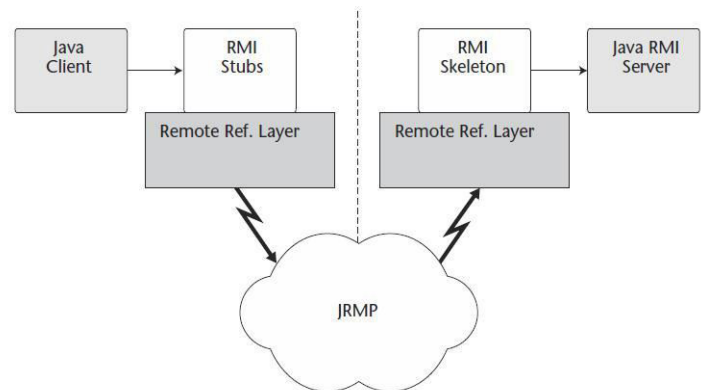 Java
Client
RMI
Stubs
RMI
Skeleton
Java RMI
Server
Remote Ref. Layer
Remote Ref. Layer
JRMP